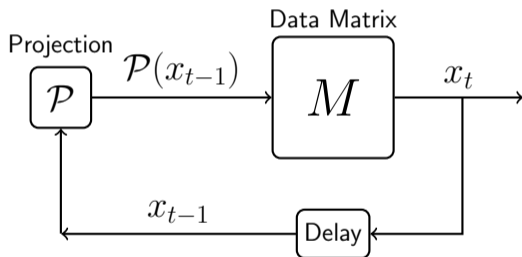 Data Matrix
Projection
𝒫(x_{t−1})
x_t
𝒫
M
x_{t−1}
Delay